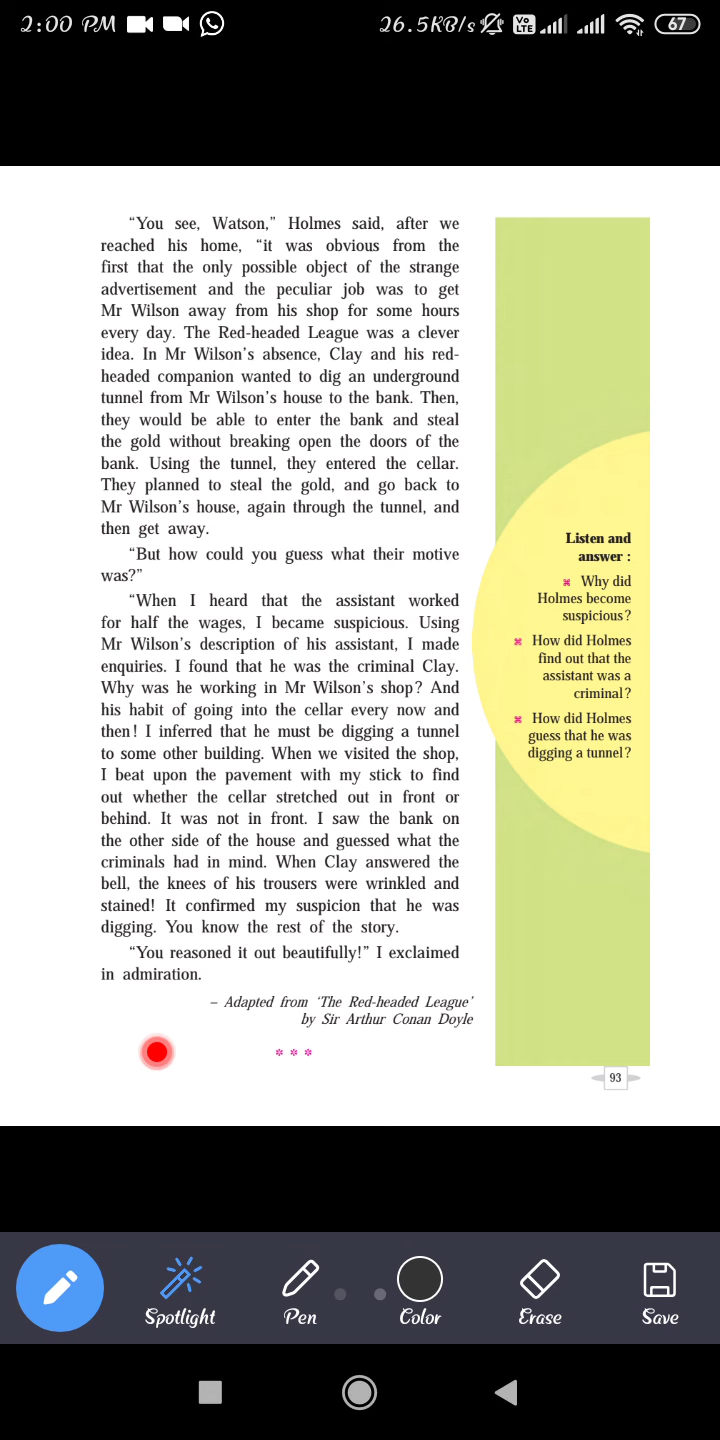 2:00 PM
26.5KB/s
Vo
LTE
67
“You see, Watson,” Holmes said, after we
reached his home, “it was obvious from the
first that the only possible object of the strange
advertisement and the peculiar job was to get
Mr Wilson away from his shop for some hours
every day. The Red-headed League was a clever
idea. In Mr Wilson’s absence, Clay and his red-
headed companion wanted to dig an underground
tunnel from Mr Wilson’s house to the bank. Then,
they would be able to enter the bank and steal
the gold without breaking open the doors of the
bank. Using the tunnel, they entered the cellar.
They planned to steal the gold, and go back to
Mr Wilson’s house, again through the tunnel, and
then get away.
“But how could you guess what their motive
was?”
“When I heard that the assistant worked
for half the wages, I became suspicious. Using
Mr Wilson’s description of his assistant, I made
enquiries. I found that he was the criminal Clay.
Why was he working in Mr Wilson’s shop? And
his habit of going into the cellar every now and
then! I inferred that he must be digging a tunnel
to some other building. When we visited the shop,
I beat upon the pavement with my stick to find
out whether the cellar stretched out in front or
behind. It was not in front. I saw the bank on
the other side of the house and guessed what the
criminals had in mind. When Clay answered the
bell, the knees of his trousers were wrinkled and
stained! It confirmed my suspicion that he was
digging. You know the rest of the story.
“You reasoned it out beautifully!” I exclaimed
in admiration.
– Adapted from ‘The Red-headed League’
by Sir Arthur Conan Doyle
* * *
Listen and
answer :
⌘ Why did
Holmes become
suspicious?
⌘ How did Holmes
find out that the
assistant was a
criminal?
⌘ How did Holmes
guess that he was
digging a tunnel?
93
Spotlight
Pen
Color
Erase
Save